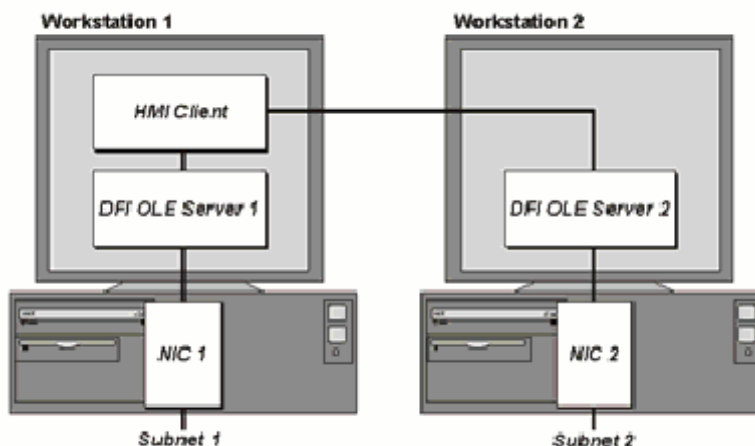 Workstation 1
Workstation 2
HMI Client
DFI OLE Server 1
DFI OLE Server 2
NIC 1
NIC 2
Subnet 1
Subnet 2